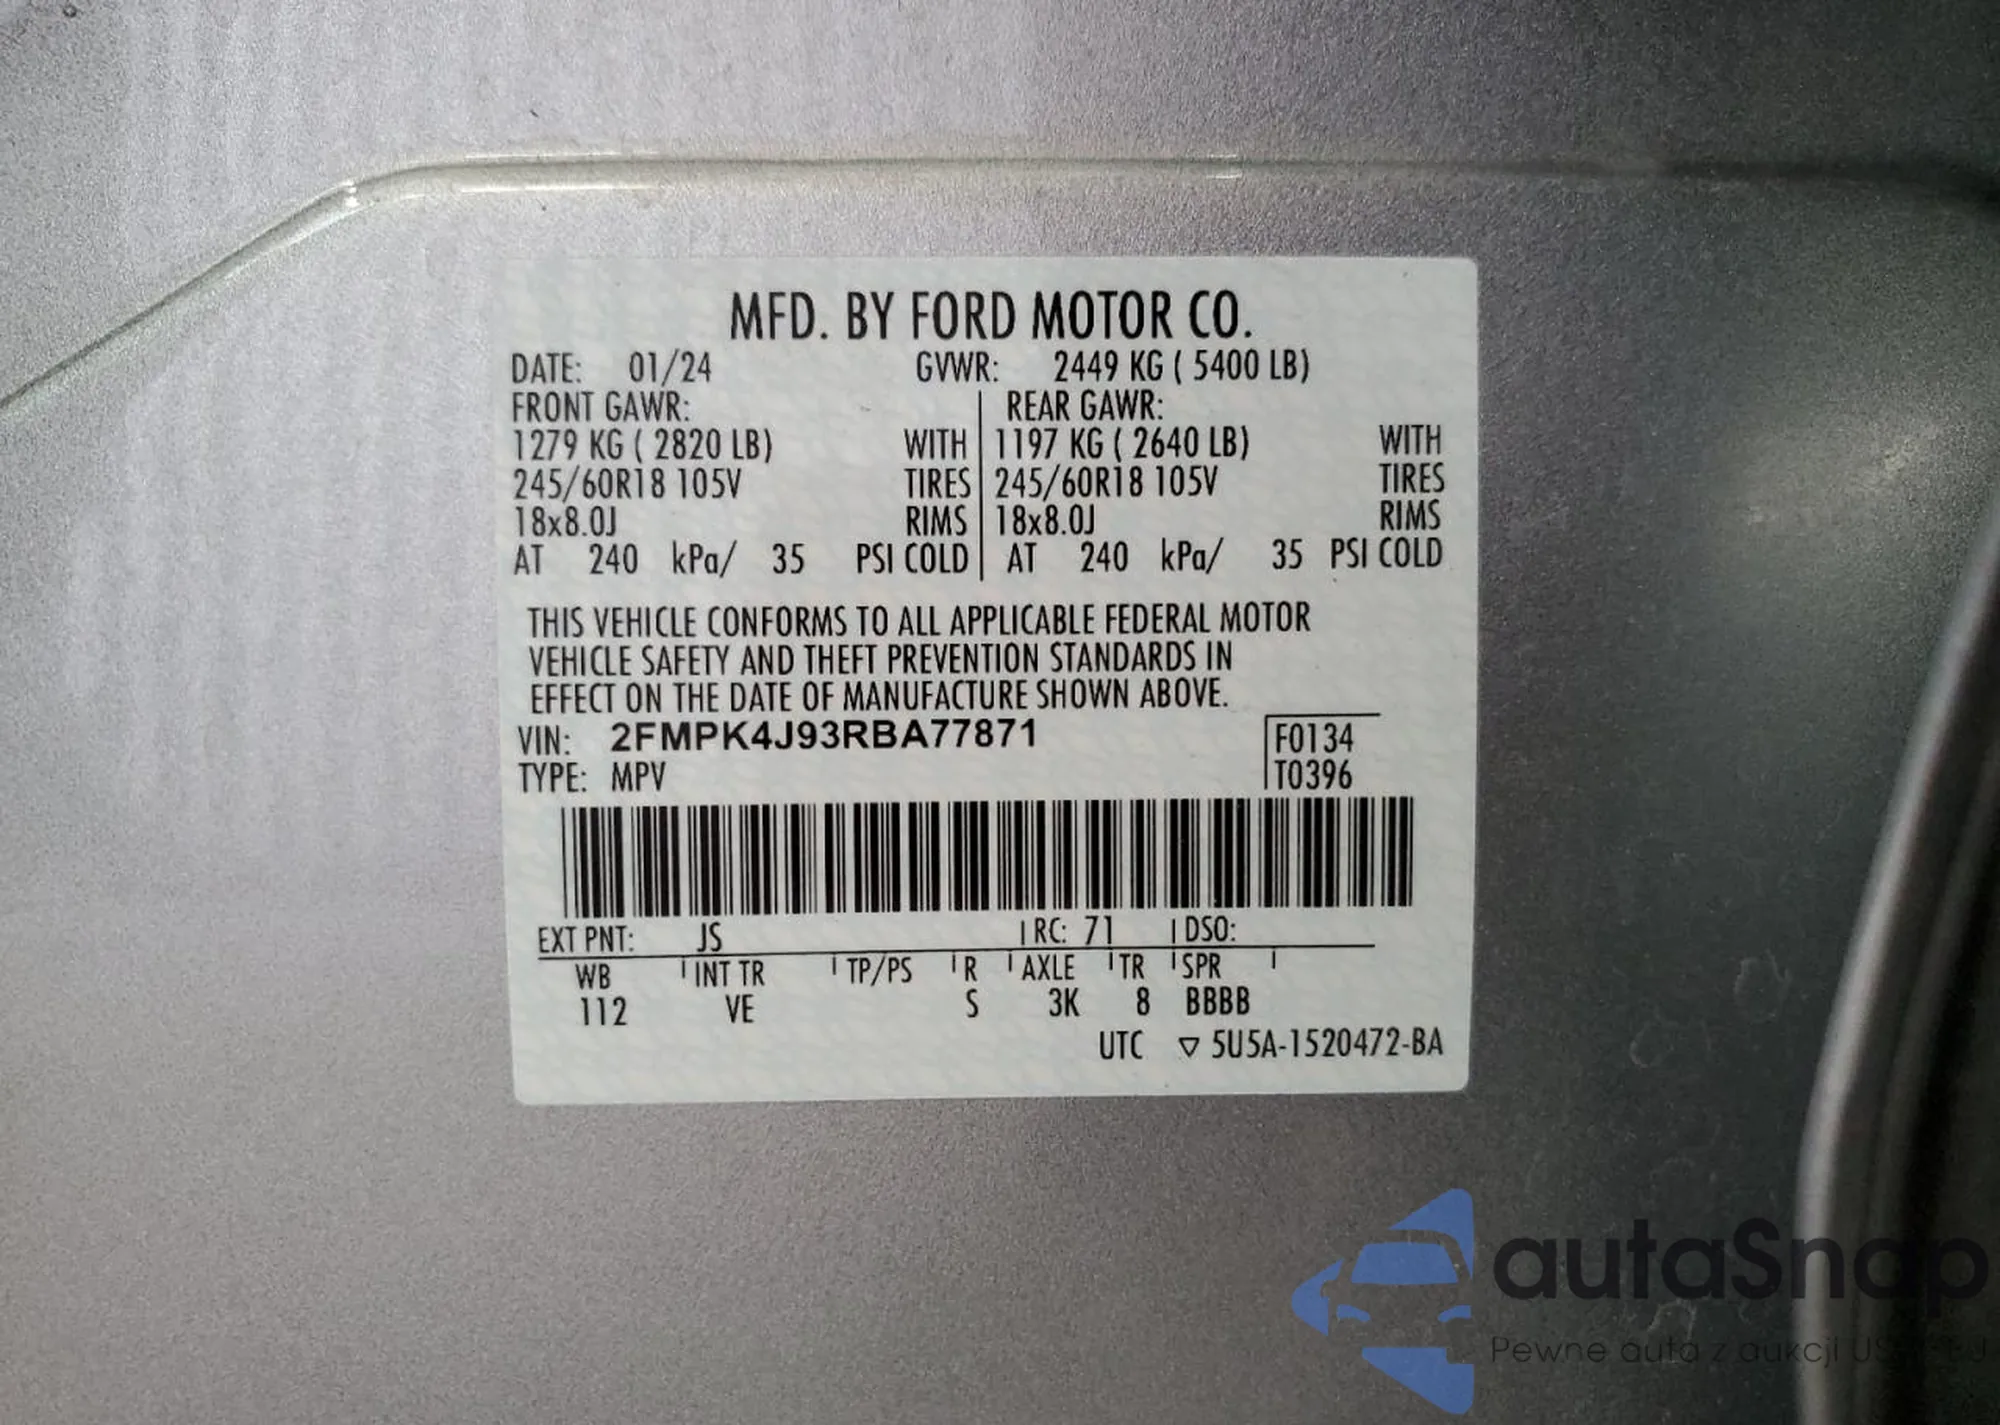 MFD. BY FORD MOTOR CO.
DATE: 01/24 GVWR: 2449 KG ( 5400 LB)
FRONT GAWR: REAR GAWR:
1279 KG ( 2820 LB) WITH 1197 KG ( 2640 LB) WITH
245/60R18 105V TIRES 245/60R18 105V TIRES
18x8.0J RIMS 18x8.0J RIMS
AT 240 kPa/ 35 PSI COLD AT 240 kPa/ 35 PSI COLD
THIS VEHICLE CONFORMS TO ALL APPLICABLE FEDERAL MOTOR
VEHICLE SAFETY AND THEFT PREVENTION STANDARDS IN
EFFECT ON THE DATE OF MANUFACTURE SHOWN ABOVE.
VIN: 2FMPK4J93RBA77871 F0134
TYPE: MPV T0396
EXT PNT: JS RC: 71 DSO:
WB INT TR TP/PS R AXLE TR SPR
112 VE S 3K 8 BBBB
UTC ▽ 5U5A-1520472-BA
autaSnap
Pewne auta z aukcji